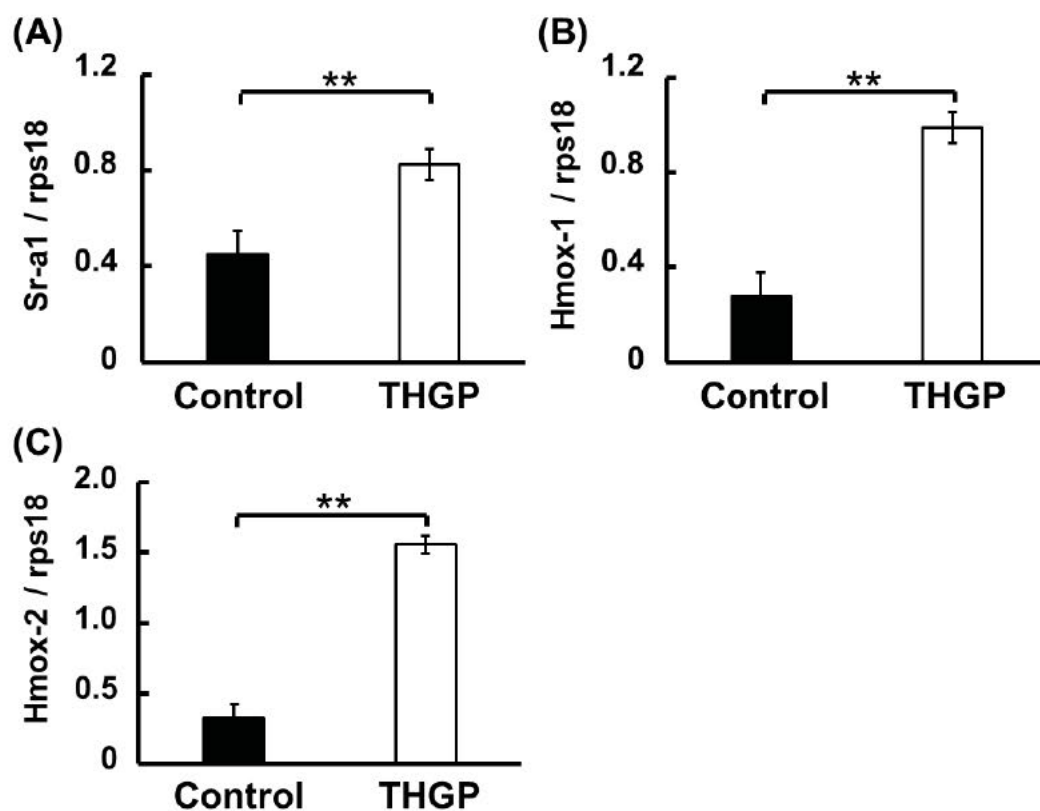 (A)
Sr-a1 / rps18
1.2
0.8
0.4
0
**
Control THGP
(B)
Hmox-1 / rps18
1.2
0.8
0.4
0
**
Control THGP
(C)
Hmox-2 / rps18
2.0
1.5
1.0
0.5
0
**
Control THGP